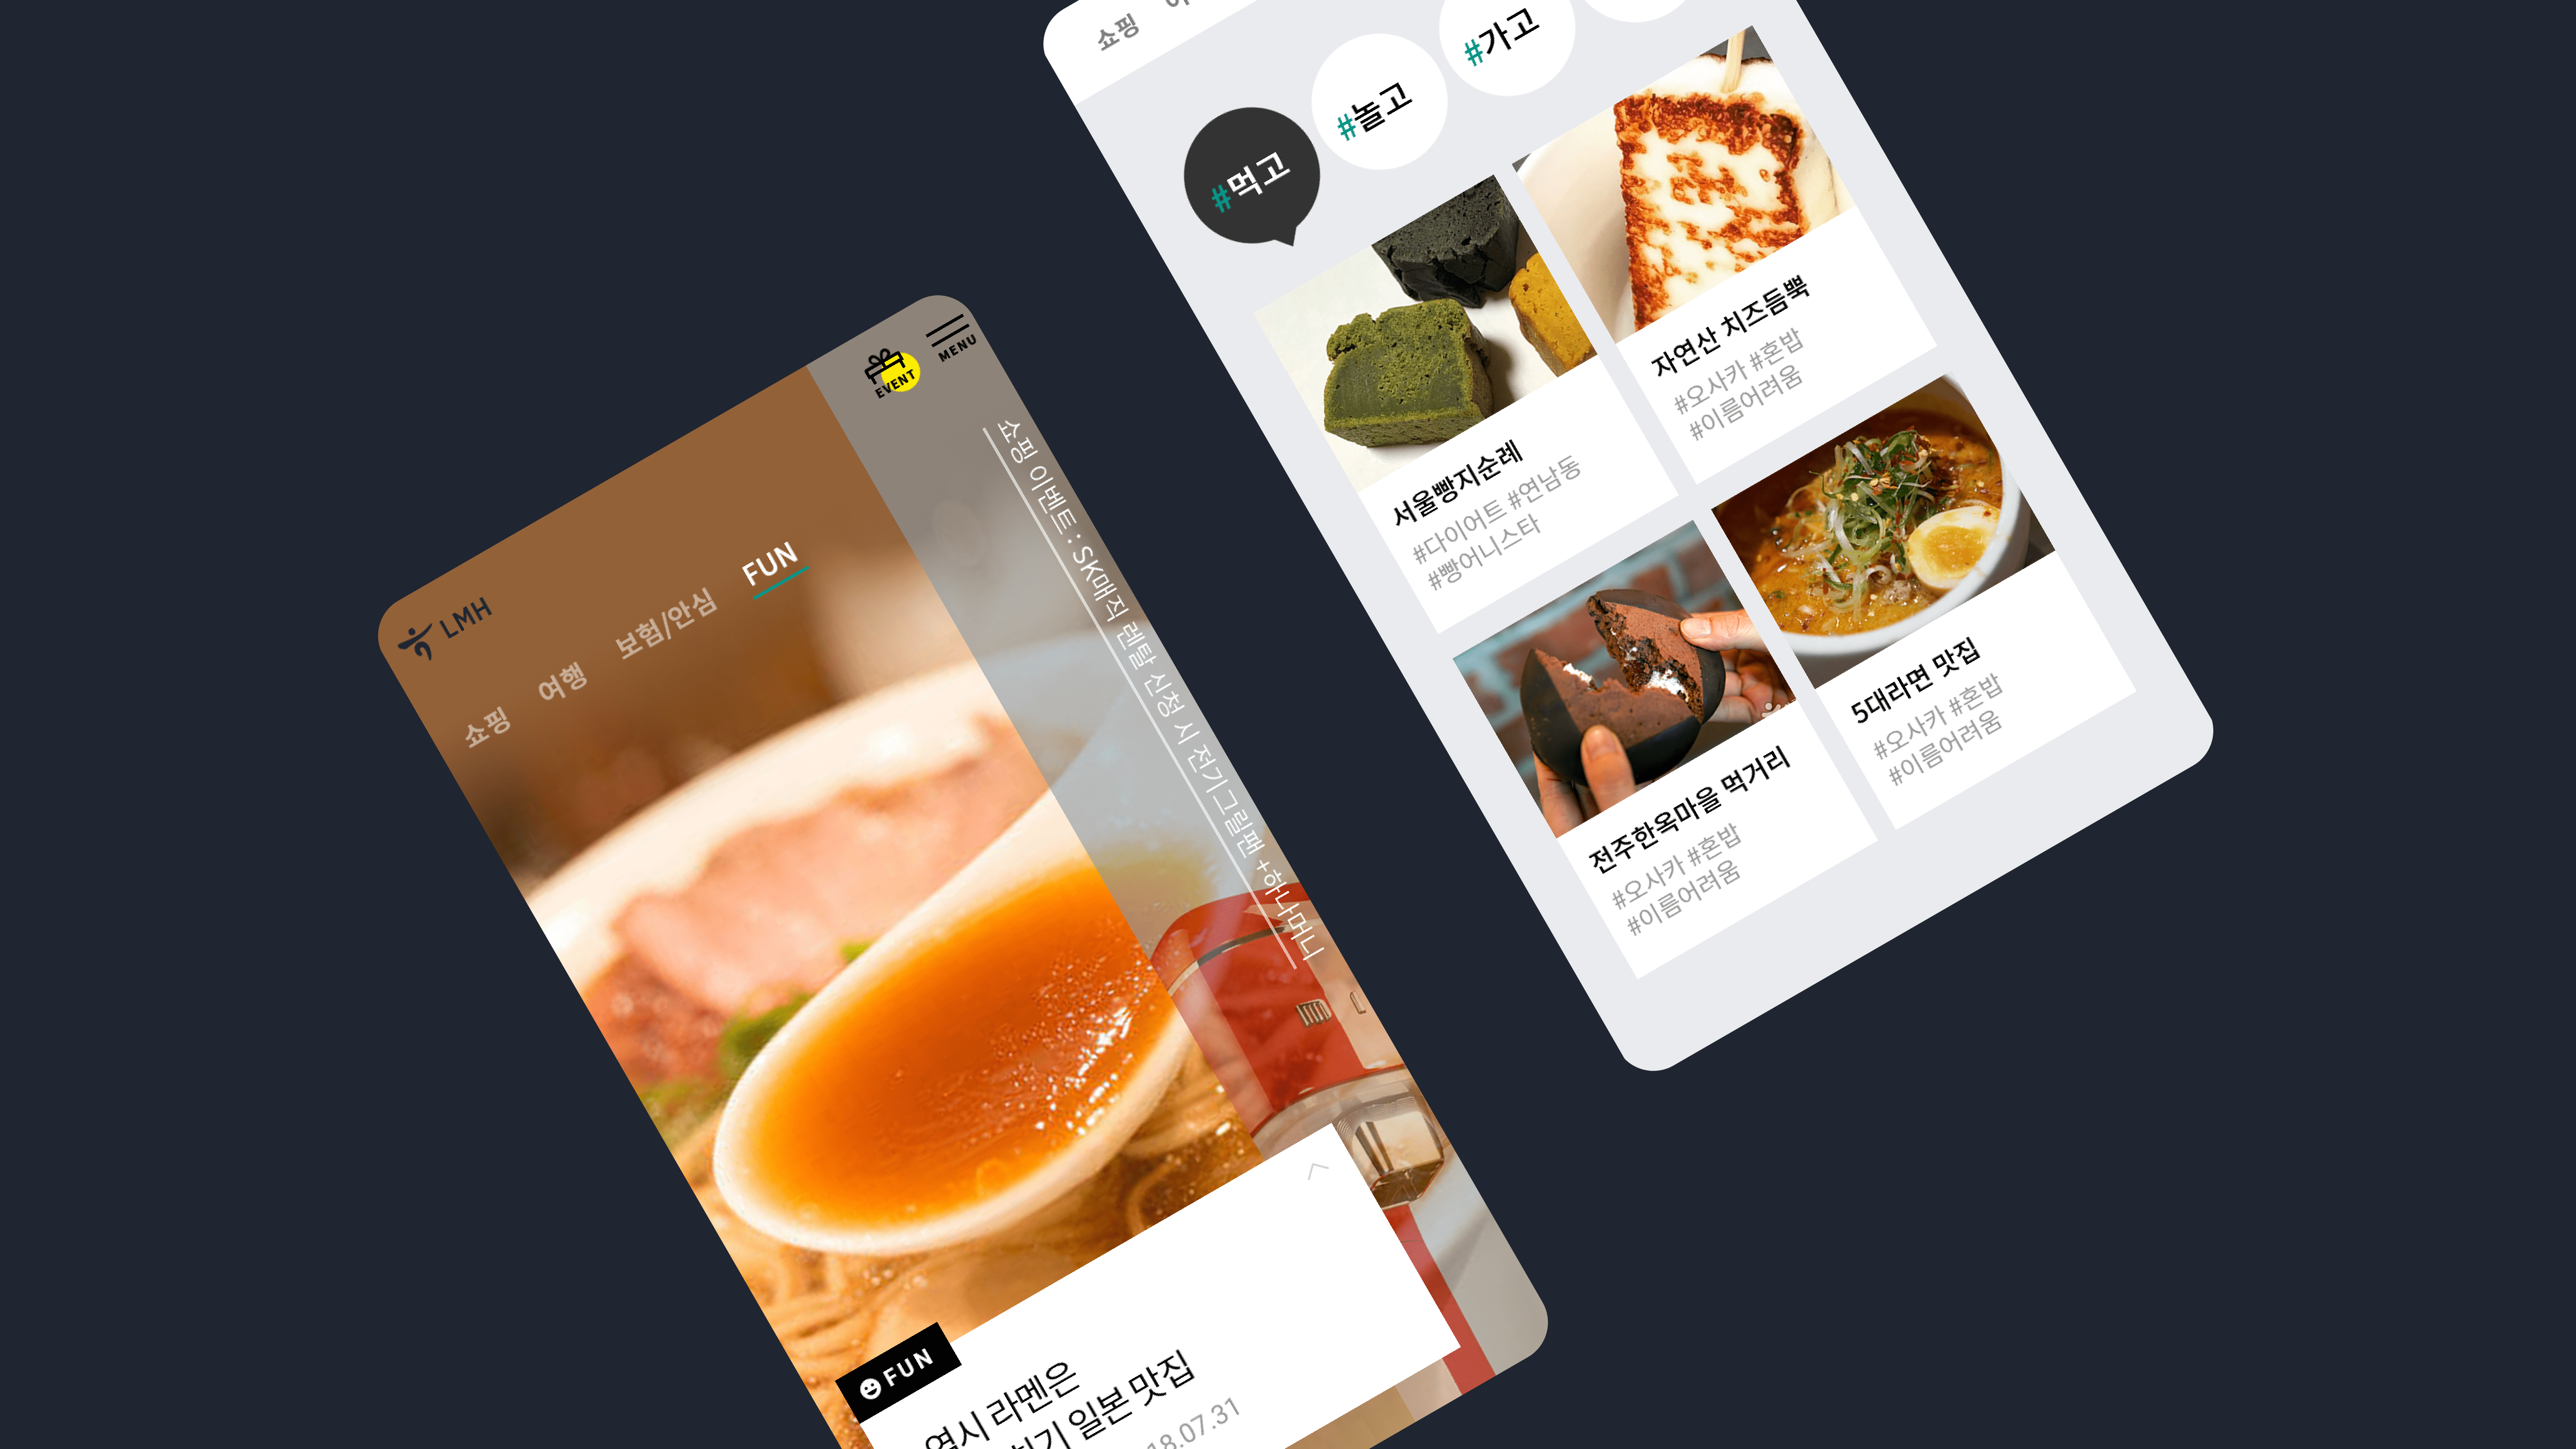 LMH
EVENT
MENU
쇼핑
여행
보험/안심
FUN
쇼핑 이벤트 : SK매직 렌탈 신청 시 전기그릴팬 +하나머니
FUN
역시 라멘은
일본 맛집
18.07.31
쇼핑
#먹고
#놀고
#가고
서울빵지순례
#다이어트 #연남동
#빵어니스타
자연산 치즈듬뿍
#오사카 #혼밥
#이름어려움
전주한옥마을 먹거리
#오사카 #혼밥
#이름어려움
5대라면 맛집
#오사카 #혼밥
#이름어려움